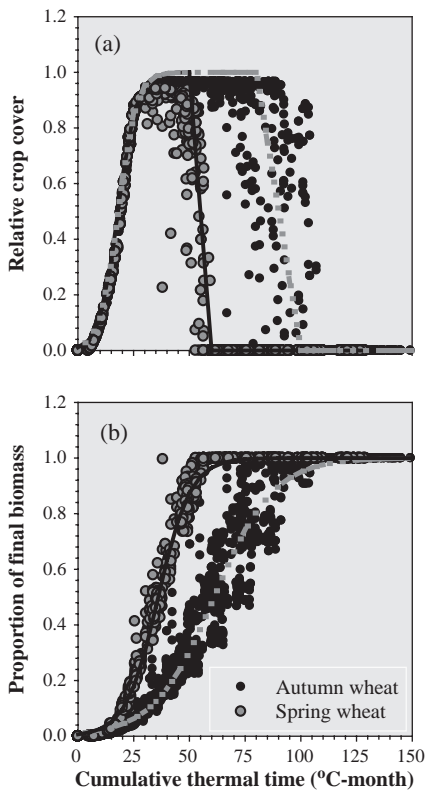 (a)
1.2
1.0
0.8
0.6
0.4
0.2
0.0
Relative crop cover
(b)
1.2
1.0
0.8
0.6
0.4
0.2
0.0
Proportion of final biomass
Autumn wheat
Spring wheat
0 25 50 75 100 125 150
Cumulative thermal time (°C-month)